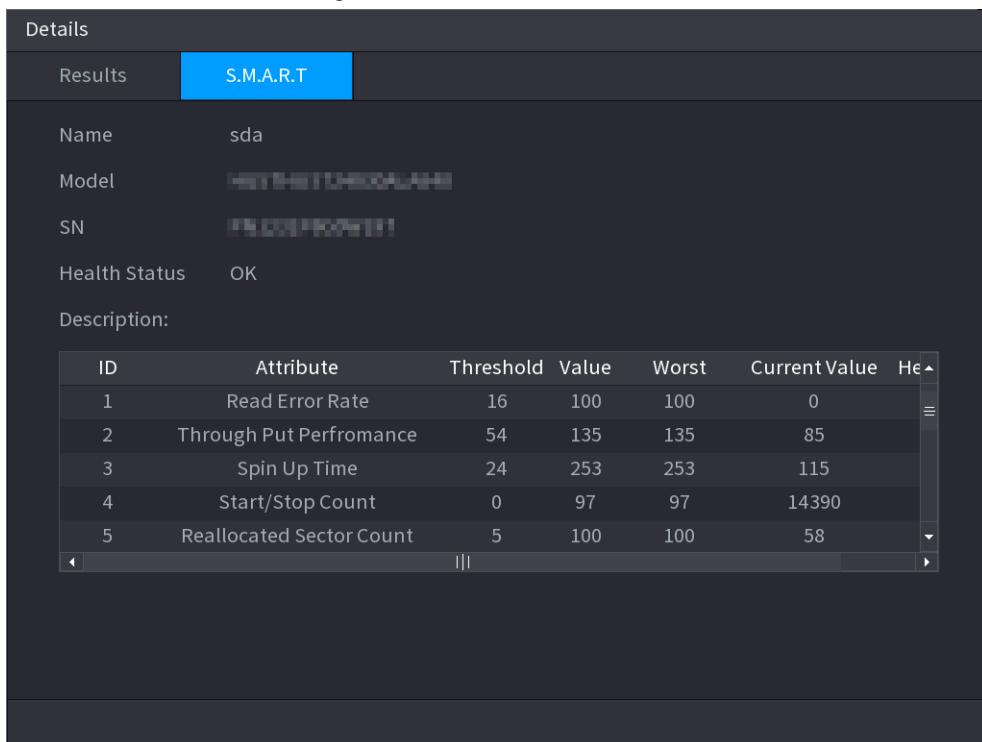 Details
Results S.M.A.R.T
Name sda
Model
SN
Health Status OK
Description:
ID Attribute Threshold Value Worst Current Value He
1 Read Error Rate 16 100 100 0
2 Through Put Perfromance 54 135 135 85
3 Spin Up Time 24 253 253 115
4 Start/Stop Count 0 97 97 14390
5 Reallocated Sector Count 5 100 100 58